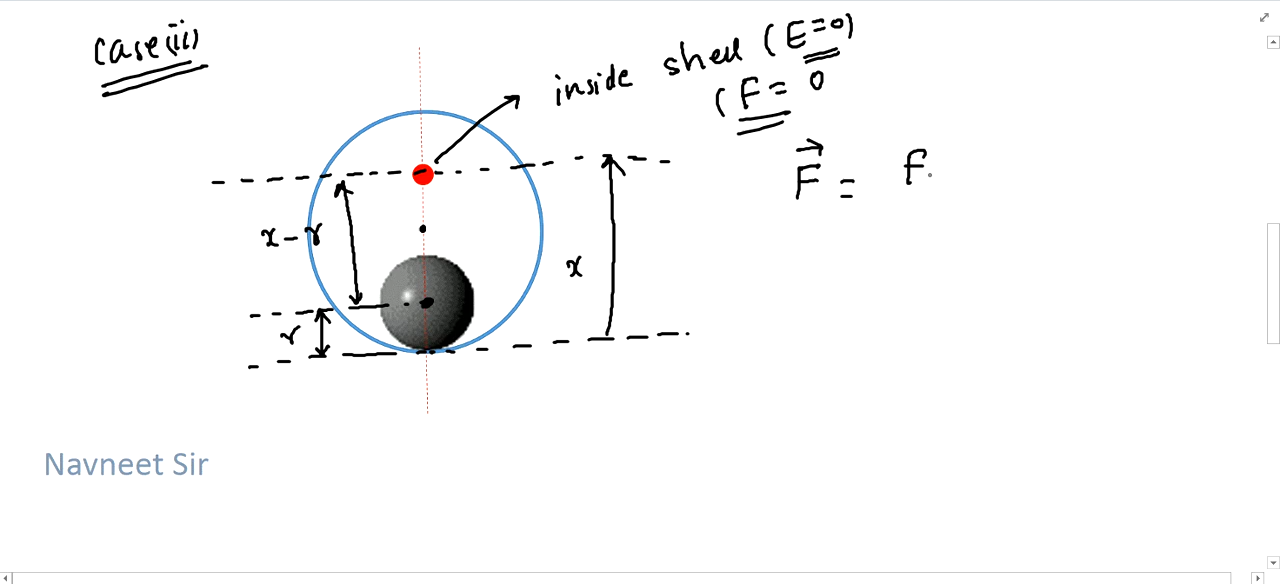 Case(ii)
inside shell (E=0)
(F= 0
F = f
x-r
x
r
Navneet Sir